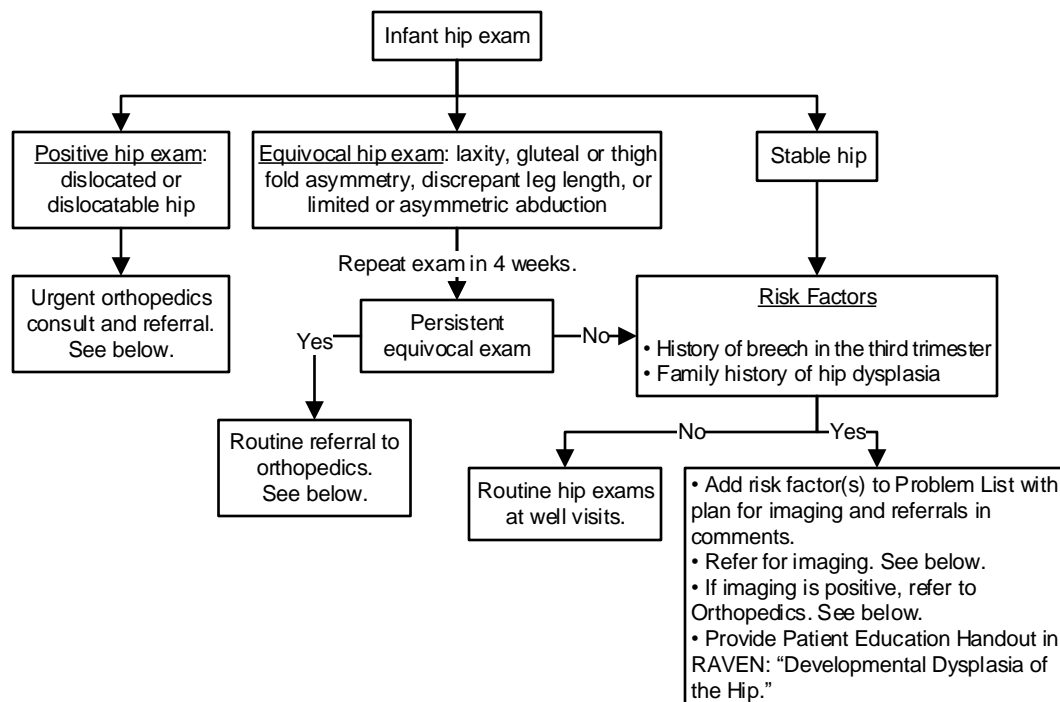 Infant hip exam
Positive hip exam:
dislocated or
dislocatable hip
Equivocal hip exam: laxity, gluteal or thigh
fold asymmetry, discrepant leg length, or
limited or asymmetric abduction
Stable hip
Repeat exam in 4 weeks.
Urgent orthopedics
consult and referral.
See below.
Persistent
equivocal exam
Yes
No
Risk Factors
• History of breech in the third trimester
• Family history of hip dysplasia
Routine referral to
orthopedics.
See below.
No
Yes
Routine hip exams
at well visits.
• Add risk factor(s) to Problem List with
plan for imaging and referrals in
comments.
• Refer for imaging. See below.
• If imaging is positive, refer to
Orthopedics. See below.
• Provide Patient Education Handout in
RAVEN: “Developmental Dysplasia of
the Hip.”